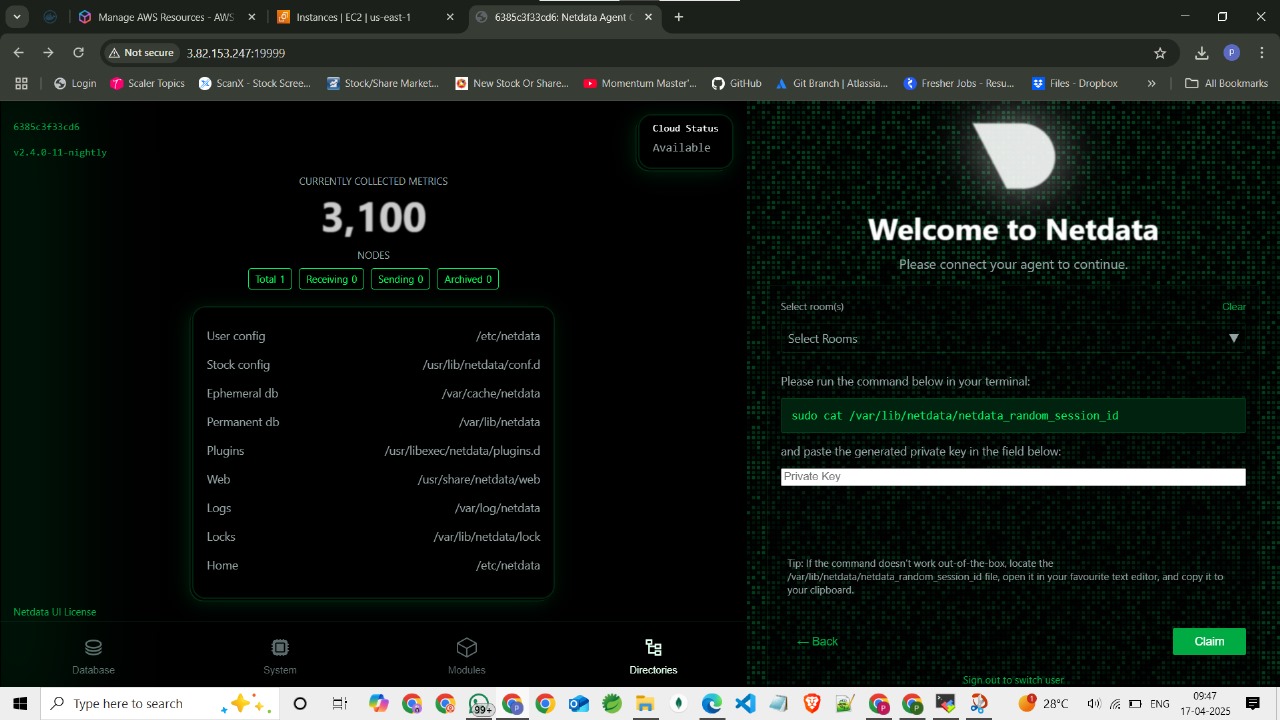 Manage AWS Resources - AWS
Instances | EC2 | us-east-1
6385c3f33cd6: Netdata Agent C
Not secure
3.82.153.247:19999
Login
Scaler Topics
scanX - Stock Scree...
Stock/Share Market...
New Stock Or Share...
Momentum Master'...
GitHub
Git Branch | Atlassia...
Fresher Jobs - Resu...
Files - Dropbox
All Bookmarks
6385c3f33cd6
v2.4.0-11-nightly
Cloud Status
Available
CURRENTLY COLLECTED METRICS
3,100
NODES
Total 1
Receiving 0
Sending 0
Archived 0
User config /etc/netdata
Stock config /usr/lib/netdata/conf.d
Ephemeral db /var/cache/netdata
Permanent db /var/lib/netdata
Plugins /usr/libexec/netdata/plugins.d
Web /usr/share/netdata/web
Logs /var/log/netdata
Locks /var/lib/netdata/lock
Home /etc/netdata
Netdata UI License
Database
System
Modules
Directories
Welcome to Netdata
Please connect your agent to continue.
Select room(s)
Clear
Select Rooms
Please run the command below in your terminal:
sudo cat /var/lib/netdata/netdata_random_session_id
and paste the generated private key in the field below:
Private Key
Tip: If the command doesn't work out-of-the-box, locate the
/var/lib/netdata/netdata_random_session_id file, open it in your favourite text editor, and copy it to
your clipboard.
← Back
Claim
Sign out to switch user
Type here to search
99+
28°C
ENG
09:47
17-04-2025